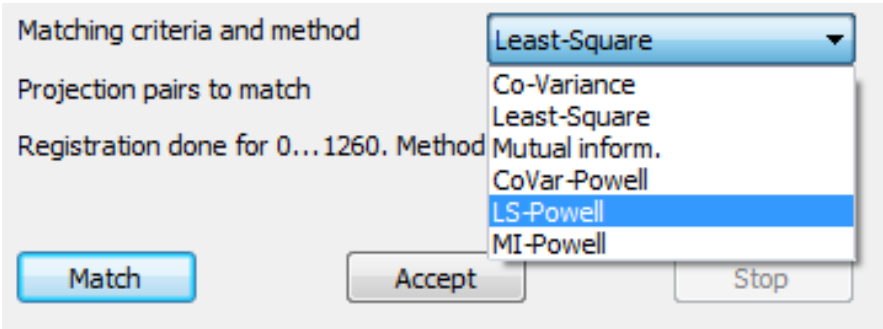 Matching criteria and method
Least-Square
Projection pairs to match
Registration done for 0...1260. Method
Co-Variance
Least-Square
Mutual inform.
CoVar-Powell
LS-Powell
MI-Powell
Match
Accept
Stop